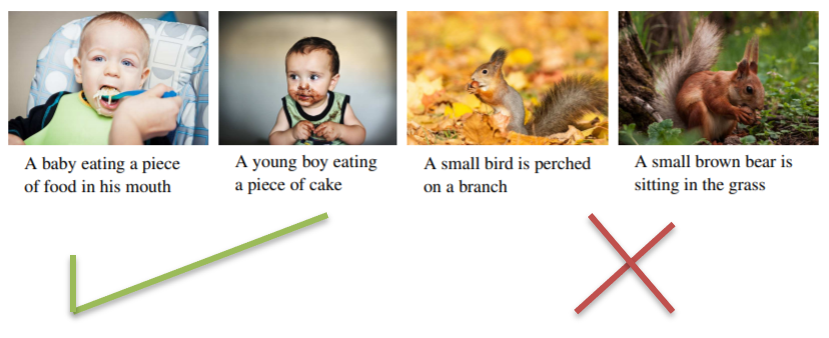 A baby eating a piece
of food in his mouth
A young boy eating
a piece of cake
A small bird is perched
on a branch
A small brown bear is
sitting in the grass